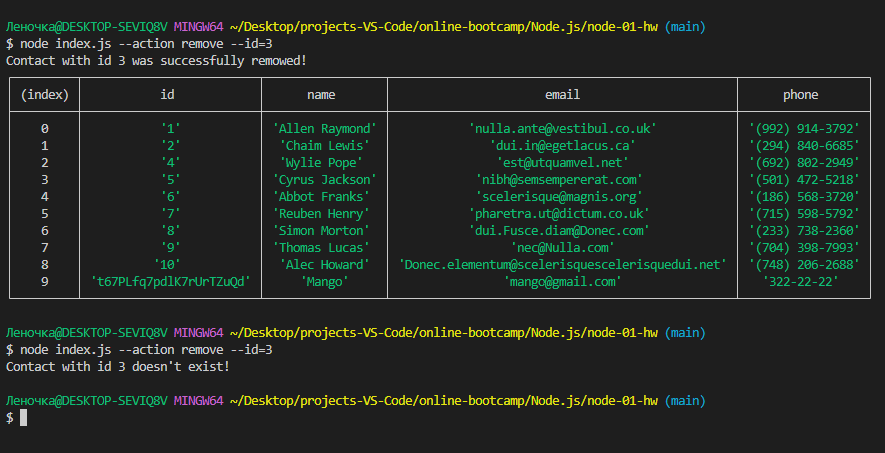 Леночка@DESKTOP-SEVIQ8V MINGW64 ~/Desktop/projects-VS-Code/online-bootcamp/Node.js/node-01-hw (main)
$ node index.js --action remove --id=3
Contact with id 3 was successfully remowed!
(index) id name email phone
0 '1' 'Allen Raymond' 'nulla.ante@vestibul.co.uk' '(992) 914-3792'
1 '2' 'Chaim Lewis' 'dui.in@egetlacus.ca' '(294) 840-6685'
2 '4' 'Wylie Pope' 'est@utquamvel.net' '(692) 802-2949'
3 '5' 'Cyrus Jackson' 'nibh@semsempererat.com' '(501) 472-5218'
4 '6' 'Abbot Franks' 'scelerisque@magnis.org' '(186) 568-3720'
5 '7' 'Reuben Henry' 'pharetra.ut@dictum.co.uk' '(715) 598-5792'
6 '8' 'Simon Morton' 'dui.Fusce.diam@Donec.com' '(233) 738-2360'
7 '9' 'Thomas Lucas' 'nec@Nulla.com' '(704) 398-7993'
8 '10' 'Alec Howard' 'Donec.elementum@scelerisquescelerisquedui.net' '(748) 206-2688'
9 't67PLfq7pdlK7rUrTZuQd' 'Mango' 'mango@gmail.com' '322-22-22'
Леночка@DESKTOP-SEVIQ8V MINGW64 ~/Desktop/projects-VS-Code/online-bootcamp/Node.js/node-01-hw (main)
$ node index.js --action remove --id=3
Contact with id 3 doesn't exist!
Леночка@DESKTOP-SEVIQ8V MINGW64 ~/Desktop/projects-VS-Code/online-bootcamp/Node.js/node-01-hw (main)
$